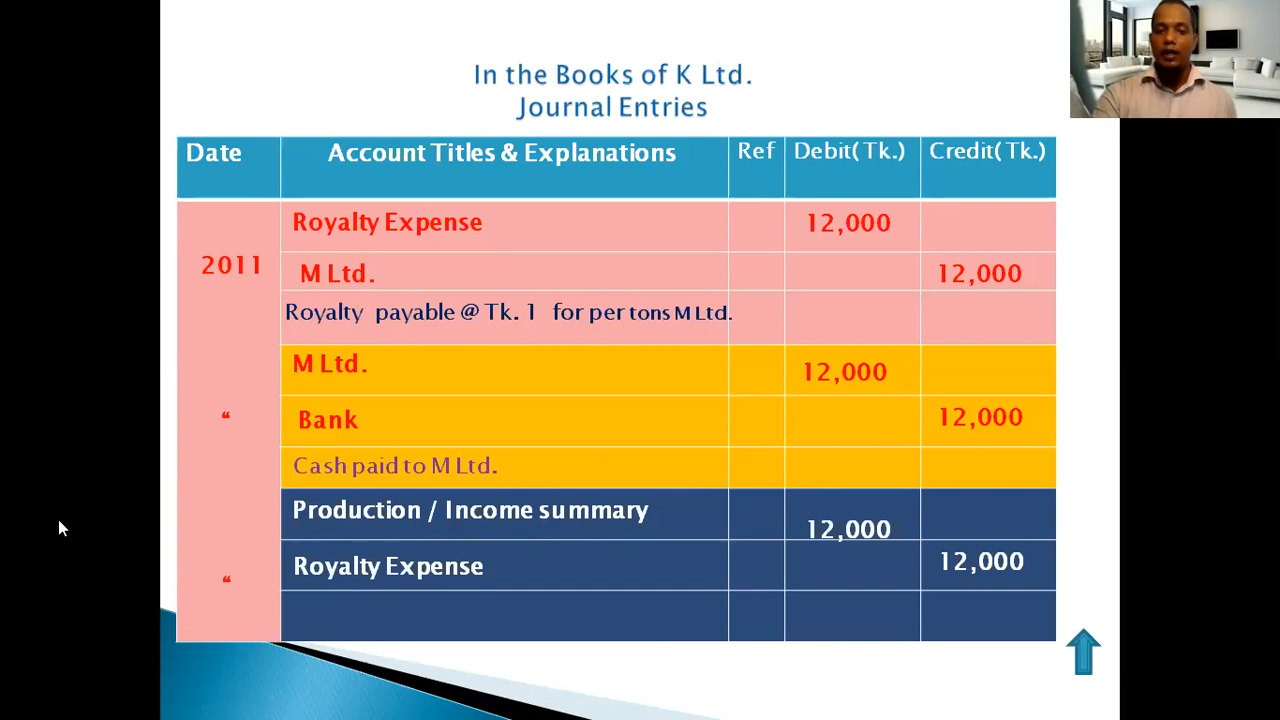 In the Books of K Ltd.
Journal Entries
Date Account Titles & Explanations Ref Debit( Tk.) Credit( Tk.)
Royalty Expense 12,000
2011
M Ltd. 12,000
Royalty payable @ Tk. 1 for per tons M Ltd.
M Ltd. 12,000
“ Bank 12,000
Cash paid to M Ltd.
Production / Income summary 12,000
Royalty Expense 12,000
“